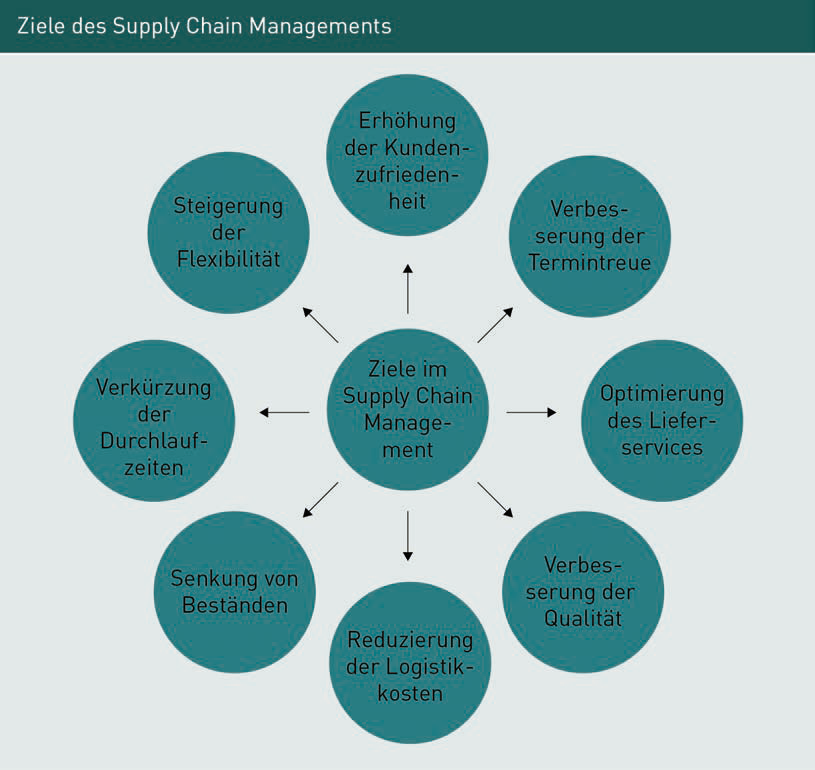 Ziele des Supply Chain Managements
Erhöhung
der Kunden-
zufrieden-
heit
Verbes-
serung der
Termintreue
Optimierung
des Liefer-
services
Verbes-
serung der
Qualität
Reduzierung
der Logistik-
kosten
Senkung von
Beständen
Verkürzung
der
Durchlauf-
zeiten
Steigerung
der
Flexibilität
Ziele im
Supply Chain
Manage-
ment